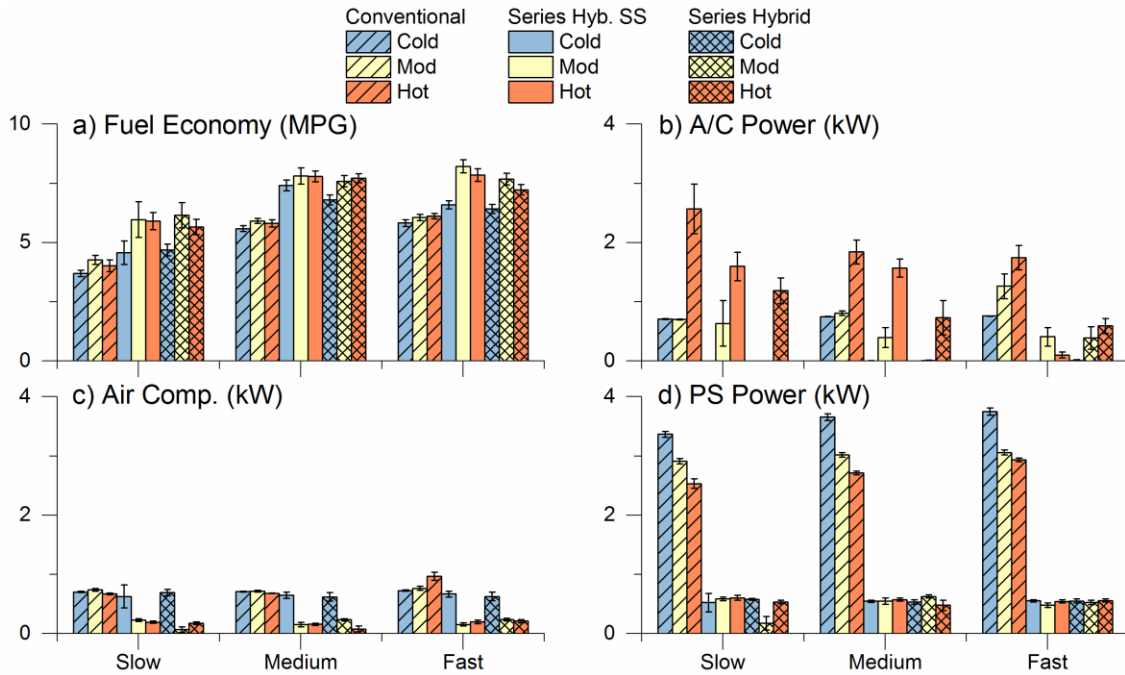 Conventional Series Hyb. SS Series Hybrid
Cold Cold Cold
Mod Mod Mod
Hot Hot Hot
a) Fuel Economy (MPG)
10
5
0
b) A/C Power (kW)
4
2
0
c) Air Comp. (kW)
4
2
0
Slow Medium Fast
d) PS Power (kW)
4
2
0
Slow Medium Fast